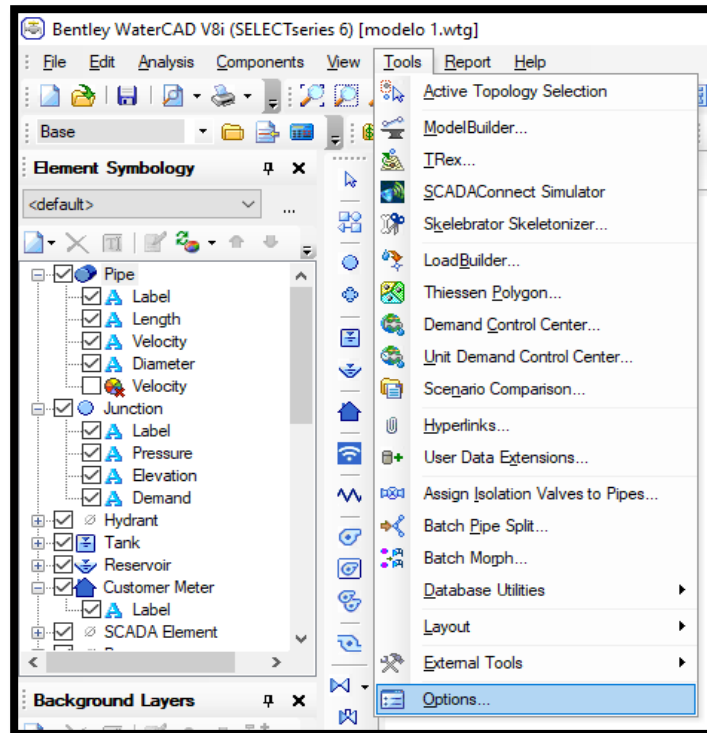 Bentley WaterCAD V8i (SELECTseries 6) [modelo 1.wtg]
File Edit Analysis Components View Tools Report Help
Base
Element Symbology
<default>
...
Pipe
Label
Length
Velocity
Diameter
Velocity
Junction
Label
Pressure
Elevation
Demand
Hydrant
Tank
Reservoir
Customer Meter
Label
SCADA Element
Background Layers
Active Topology Selection
ModelBuilder...
TRex...
SCADAConnect Simulator
Skelebrator Skeletonizer...
LoadBuilder...
Thiessen Polygon...
Demand Control Center...
Unit Demand Control Center...
Scenario Comparison...
Hyperlinks...
User Data Extensions...
Assign Isolation Valves to Pipes...
Batch Pipe Split...
Batch Morph...
Database Utilities
Layout
External Tools
Options...